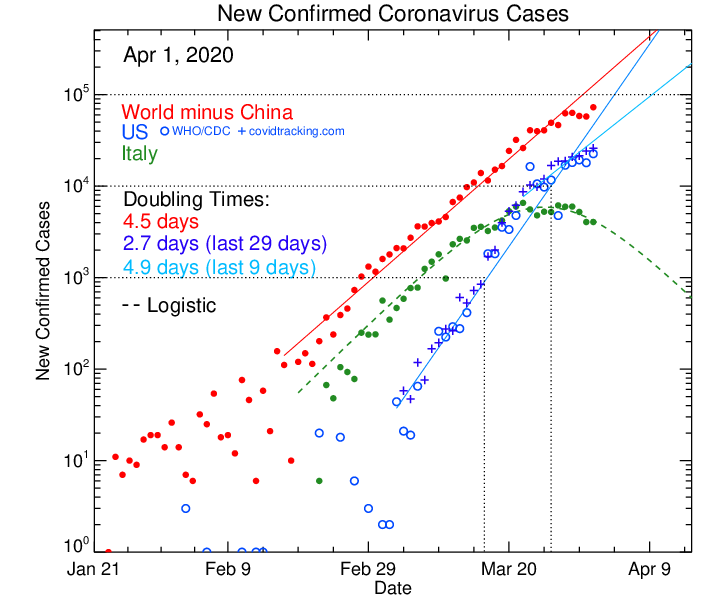 New Confirmed Coronavirus Cases
Apr 1, 2020
World minus China
US o WHO/CDC + covidtracking.com
Italy
Doubling Times:
4.5 days
2.7 days (last 29 days)
4.9 days (last 9 days)
-- Logistic
New Confirmed Cases
10^5
10^4
10^3
10^2
10^1
10^0
Jan 21 Feb 9 Feb 29 Mar 20 Apr 9
Date